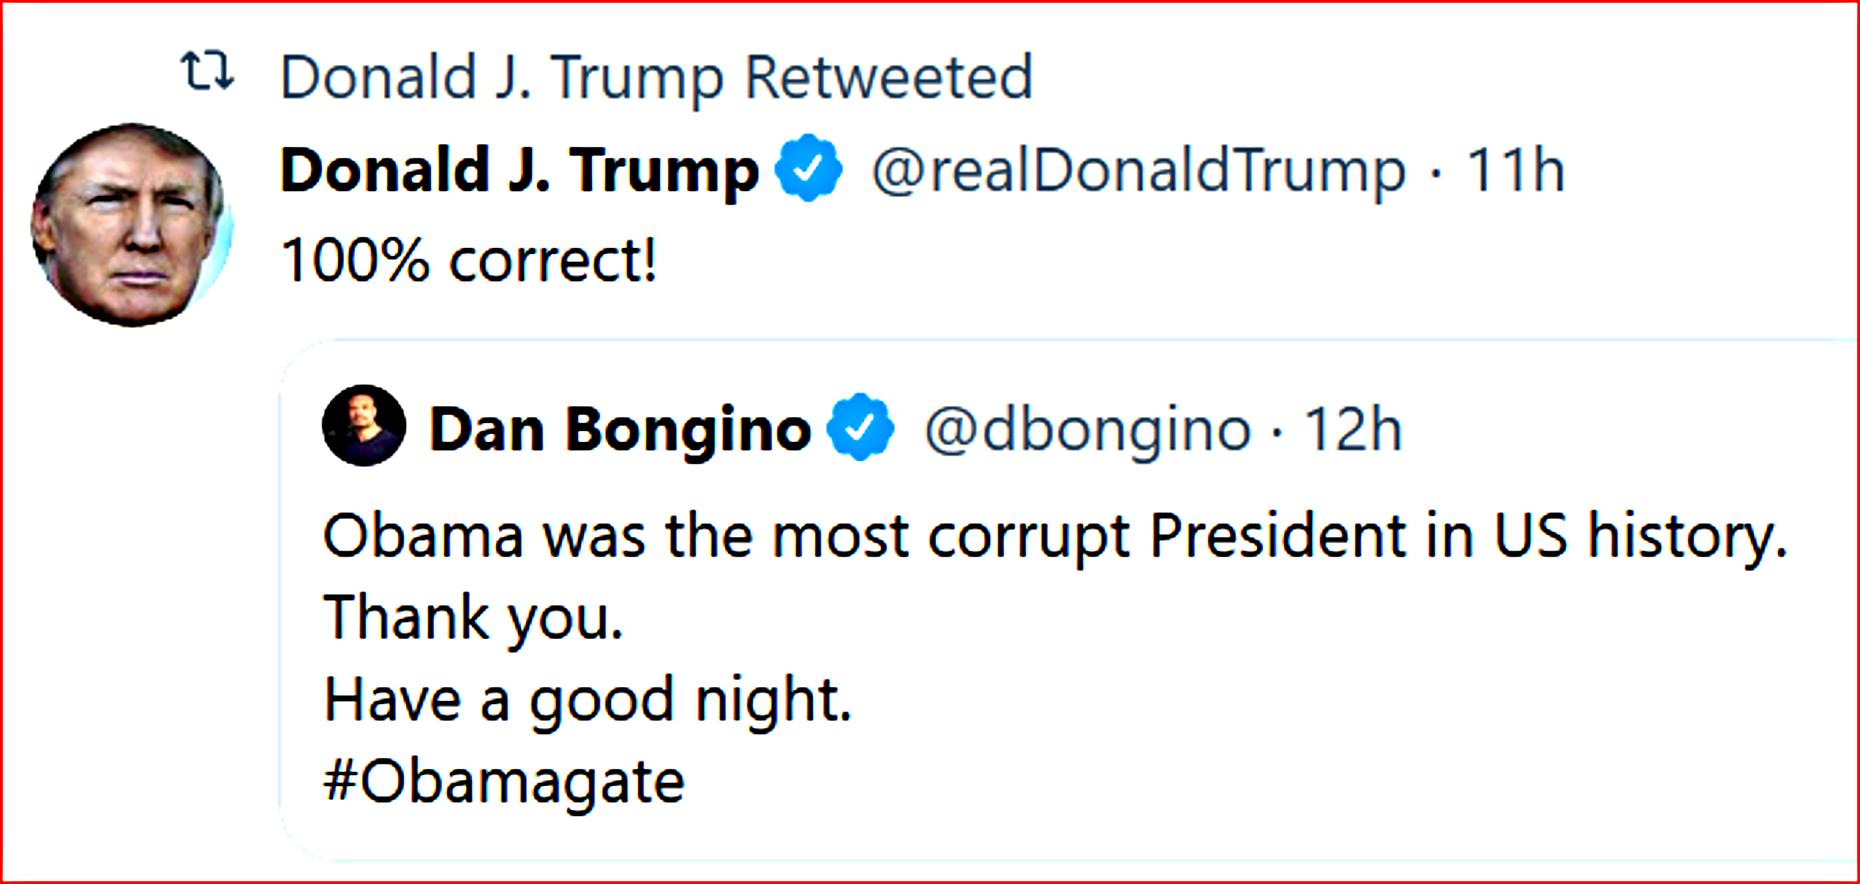 Donald J. Trump Retweeted
Donald J. Trump @realDonaldTrump · 11h
100% correct!
Dan Bongino @dbongino · 12h
Obama was the most corrupt President in US history.
Thank you.
Have a good night.
#Obamagate